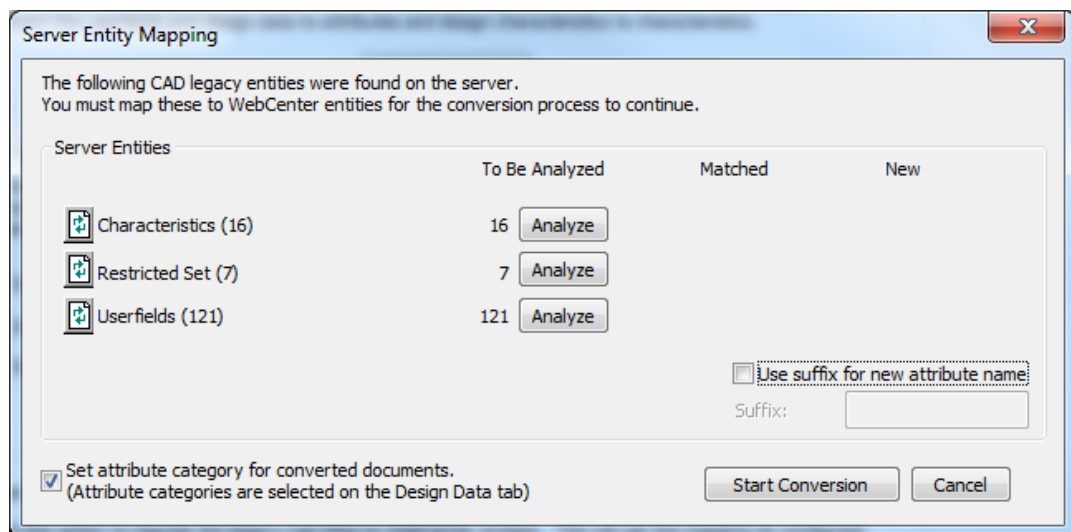 Server Entity Mapping
The following CAD legacy entities were found on the server.
You must map these to WebCenter entities for the conversion process to continue.
Server Entities
To Be Analyzed Matched New
Characteristics (16) 16 Analyze
Restricted Set (7) 7 Analyze
Userfields (121) 121 Analyze
Use suffix for new attribute name
Suffix:
Set attribute category for converted documents.
(Attribute categories are selected on the Design Data tab)
Start Conversion Cancel